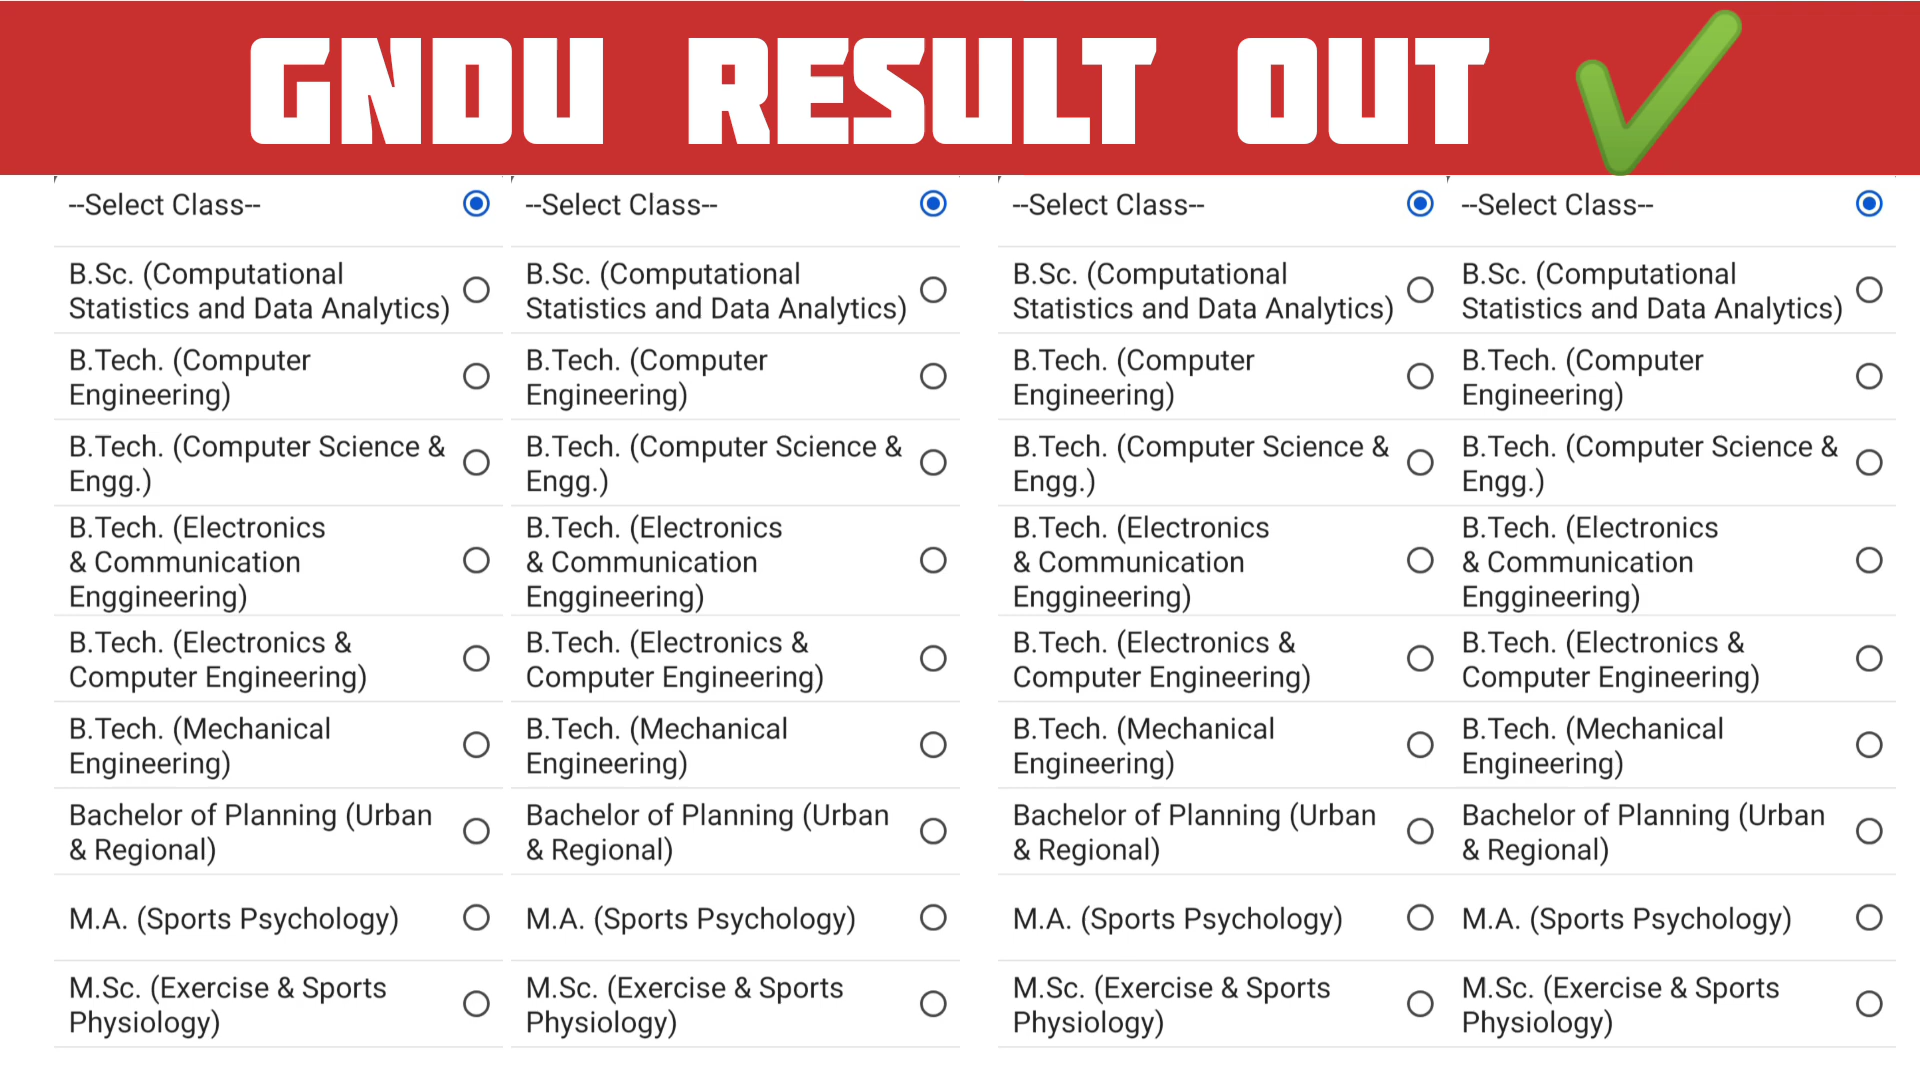 GNDU RESULT OUT
--Select Class--
B.Sc. (Computational
Statistics and Data Analytics)
B.Tech. (Computer
Engineering)
B.Tech. (Computer Science &
Engg.)
B.Tech. (Electronics
& Communication
Enggineering)
B.Tech. (Electronics &
Computer Engineering)
B.Tech. (Mechanical
Engineering)
Bachelor of Planning (Urban
& Regional)
M.A. (Sports Psychology)
M.Sc. (Exercise & Sports
Physiology)
--Select Class--
B.Sc. (Computational
Statistics and Data Analytics)
B.Tech. (Computer
Engineering)
B.Tech. (Computer Science &
Engg.)
B.Tech. (Electronics
& Communication
Enggineering)
B.Tech. (Electronics &
Computer Engineering)
B.Tech. (Mechanical
Engineering)
Bachelor of Planning (Urban
& Regional)
M.A. (Sports Psychology)
M.Sc. (Exercise & Sports
Physiology)
--Select Class--
B.Sc. (Computational
Statistics and Data Analytics)
B.Tech. (Computer
Engineering)
B.Tech. (Computer Science &
Engg.)
B.Tech. (Electronics
& Communication
Enggineering)
B.Tech. (Electronics &
Computer Engineering)
B.Tech. (Mechanical
Engineering)
Bachelor of Planning (Urban
& Regional)
M.A. (Sports Psychology)
M.Sc. (Exercise & Sports
Physiology)
--Select Class--
B.Sc. (Computational
Statistics and Data Analytics)
B.Tech. (Computer
Engineering)
B.Tech. (Computer Science &
Engg.)
B.Tech. (Electronics
& Communication
Enggineering)
B.Tech. (Electronics &
Computer Engineering)
B.Tech. (Mechanical
Engineering)
Bachelor of Planning (Urban
& Regional)
M.A. (Sports Psychology)
M.Sc. (Exercise & Sports
Physiology)